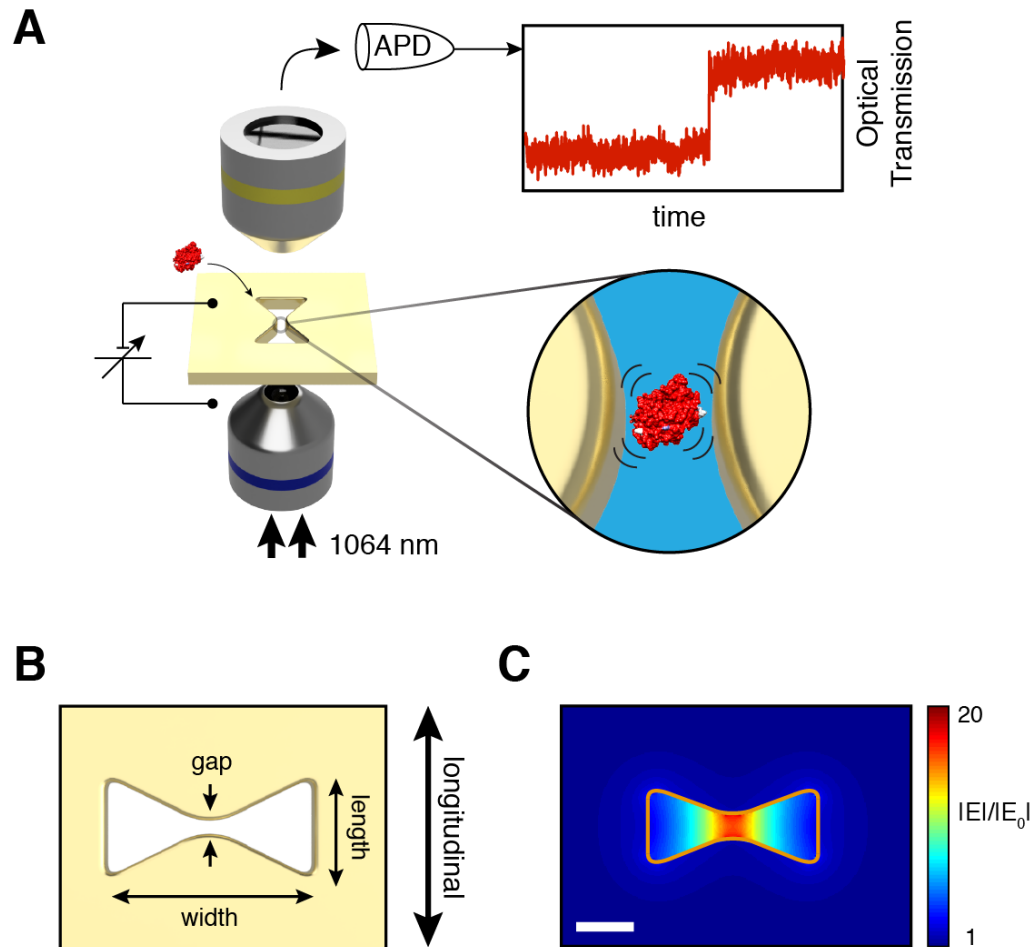 A
APD
Optical
Transmission
time
1064 nm
B
gap
length
width
longitudinal
C
20
|E|/|E₀|
1